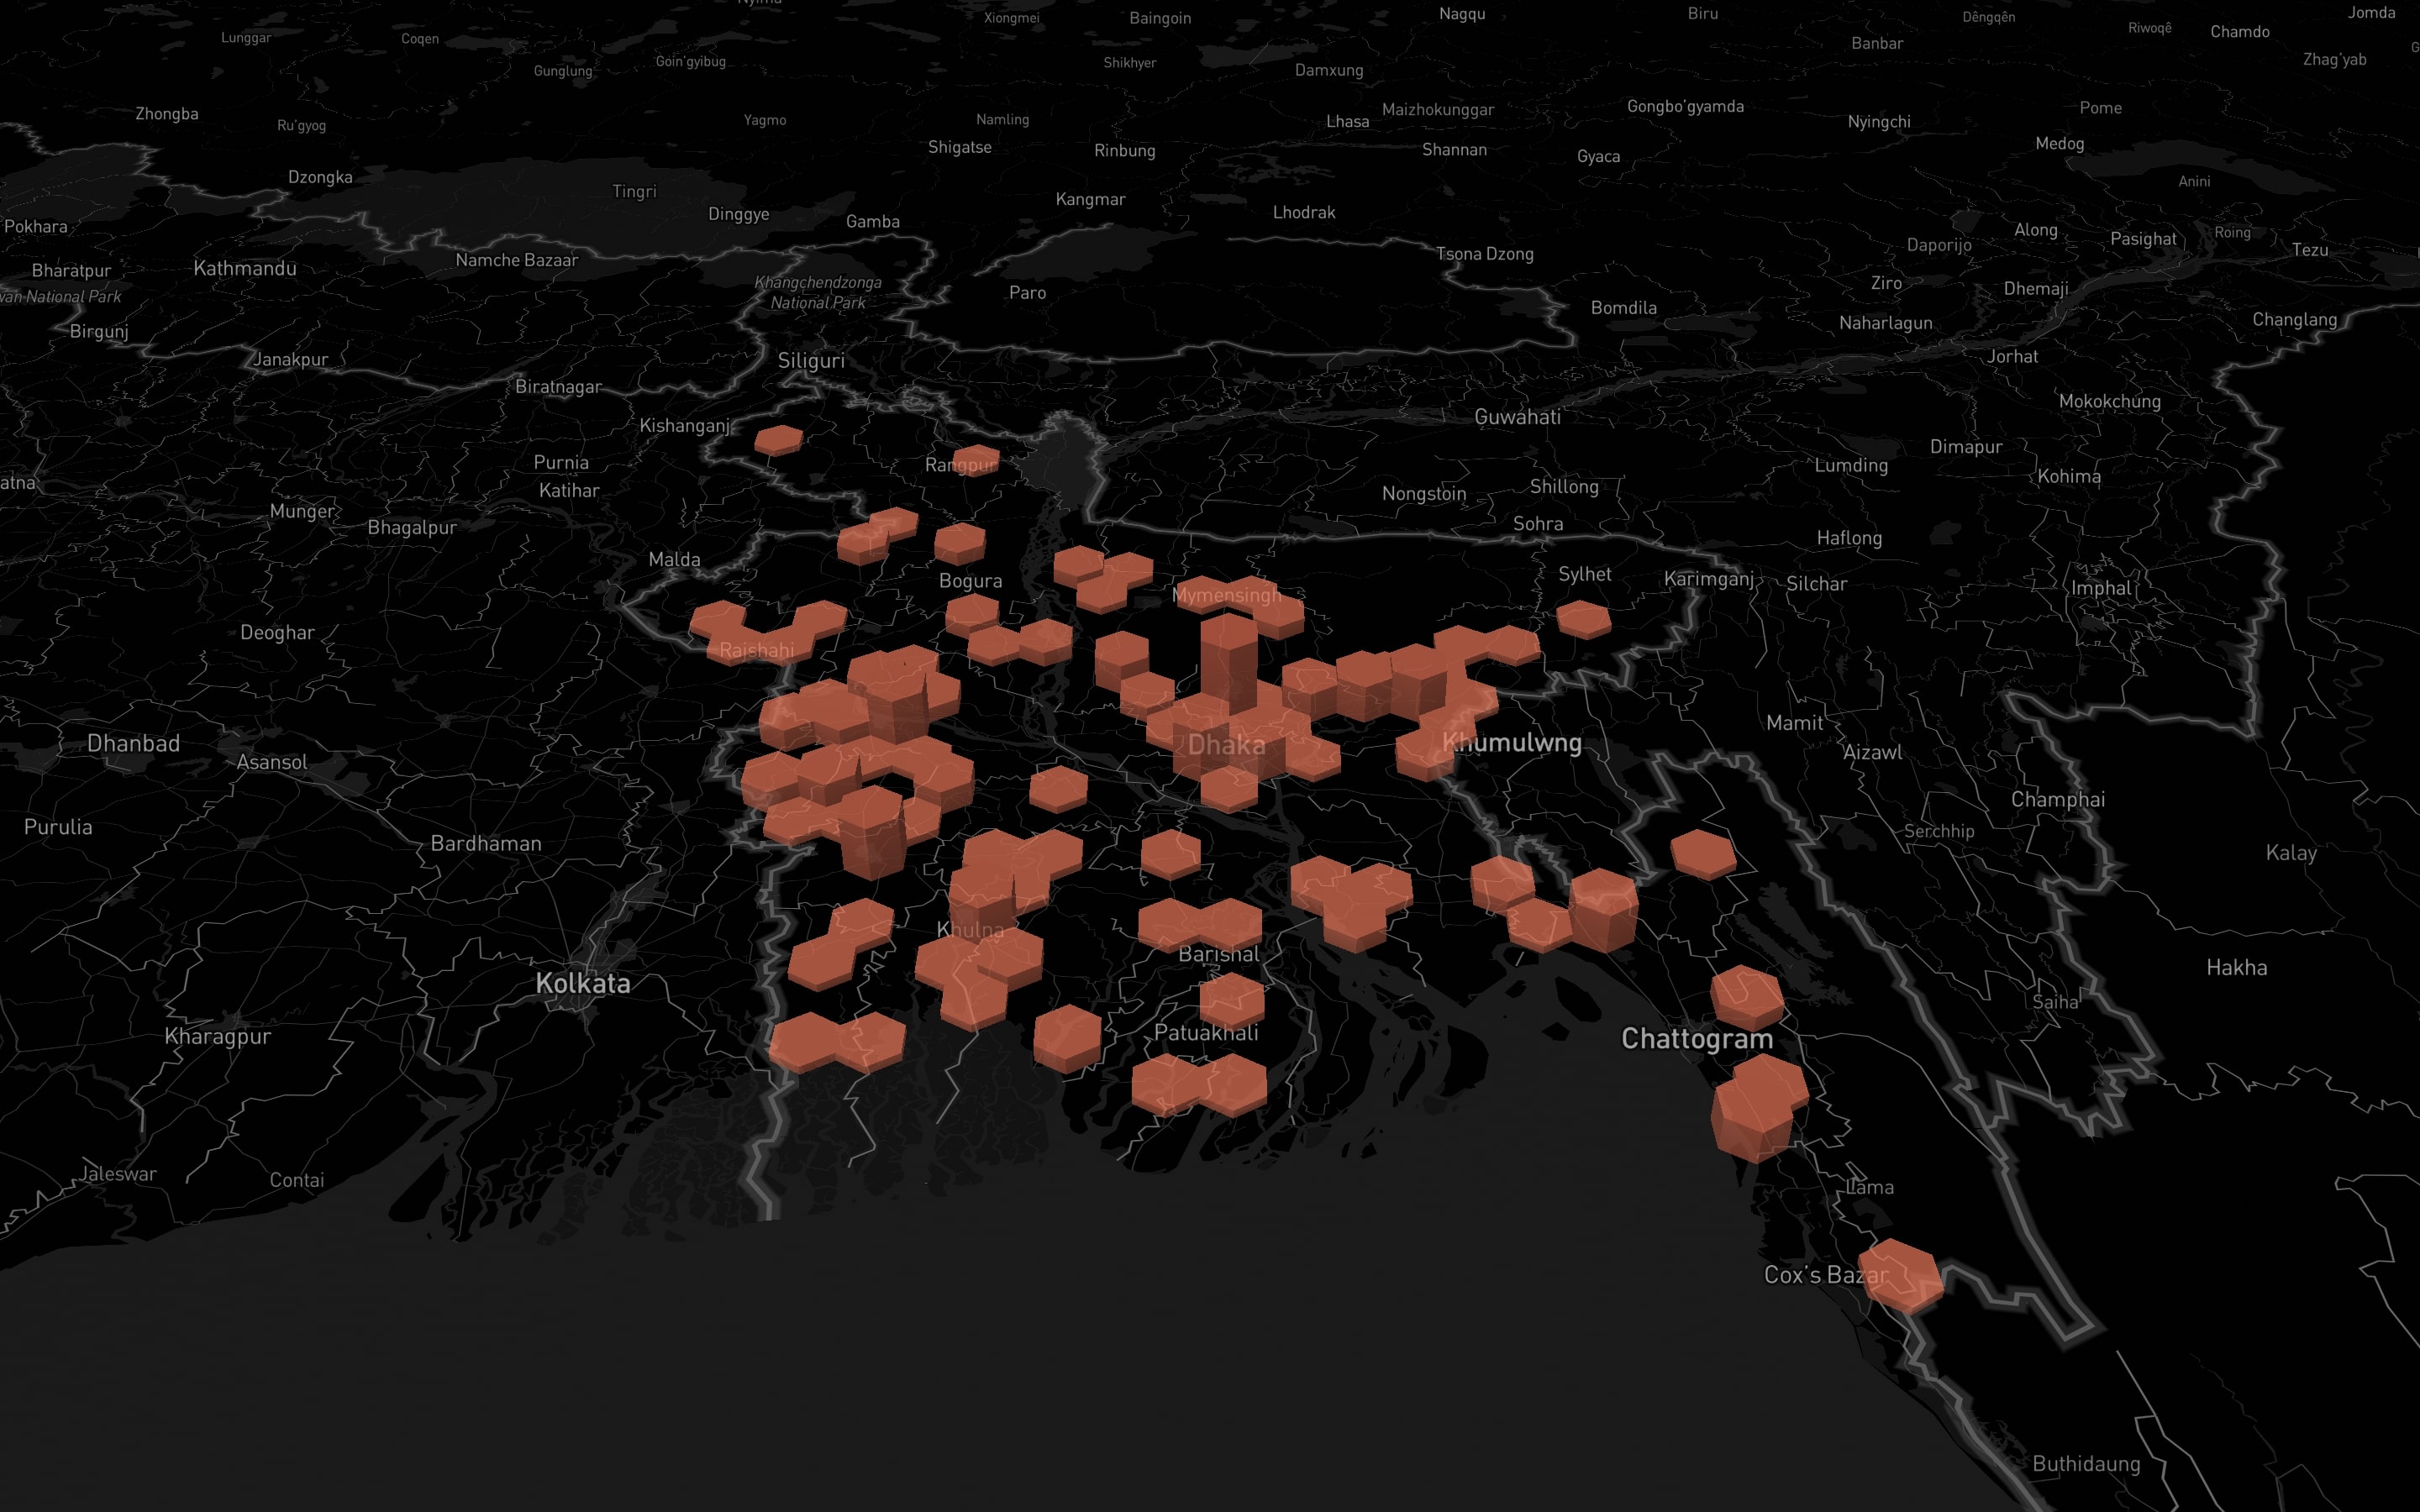 Xiongmei
Baingoin
Nagqu
Biru
Dêngqên
Jomda
Lunggar
Coqen
Riwoqê
Chamdo
Banbar
Gunglung
Goin'gyibug
Shikhyer
Damxung
Zhag'yab
Zhongba
Ru'gyog
Yagmo
Namling
Lhasa
Maizhokunggar
Gongbo'gyamda
Nyingchi
Pome
Shigatse
Rinbung
Shannan
Gyaca
Medog
Dzongka
Tingri
Kangmar
Anini
Dinggye
Gamba
Lhodrak
Pokhara
Along
Pasighat
Roing
Tezu
Daporijo
Namche Bazaar
Tsona Dzong
Bharatpur
Kathmandu
Khangchendzonga
National Park
van National Park
Paro
Ziro
Dhemaji
Bomdila
Birgunj
Naharlagun
Changlang
Janakpur
Siliguri
Jorhat
Biratnagar
Mokokchung
Kishanganj
Guwahati
Dimapur
Purnia
Rangpur
Lumding
Kohima
atna
Katihar
Nongstoin
Shillong
Munger
Bhagalpur
Sohra
Haflong
Malda
Bogura
Sylhet
Karimganj
Silchar
Imphal
Mymensingh
Deoghar
Rajshahi
Mamit
Dhanbad
Dhaka
Khumulwng
Aizawl
Asansol
Champhai
Purulia
Serchhip
Bardhaman
Kalay
Khulna
Barishal
Hakha
Kolkata
Saiha
Kharagpur
Patuakhali
Chattogram
Jaleswar
Contai
Lama
Cox's Bazar
Buthidaung